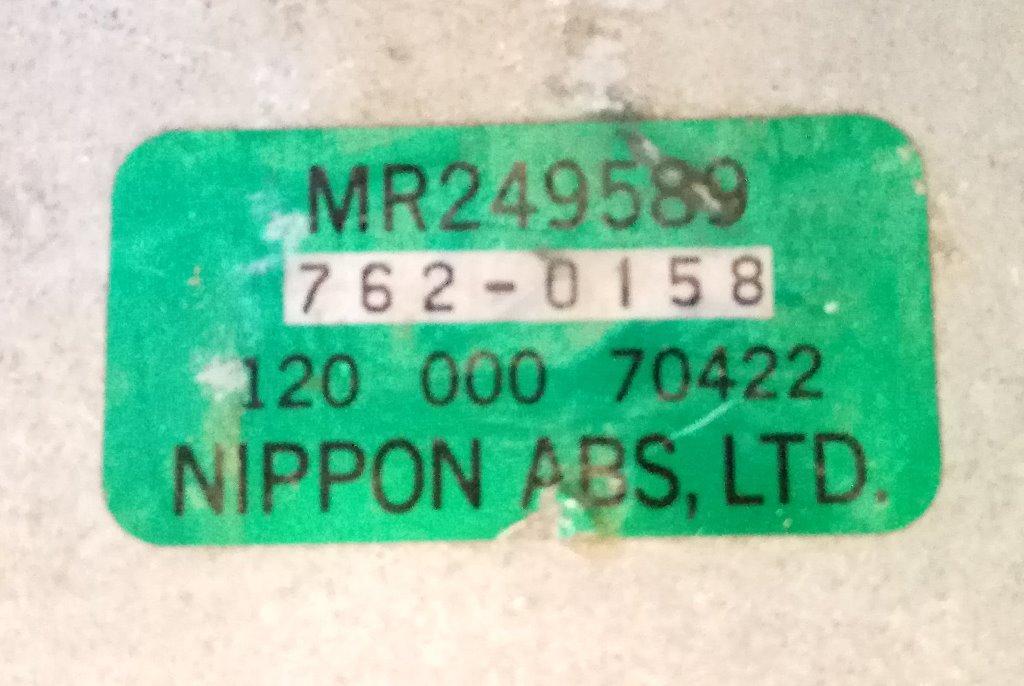 MR249589
762-0158
120 000 70422
NIPPON ABS, LTD.